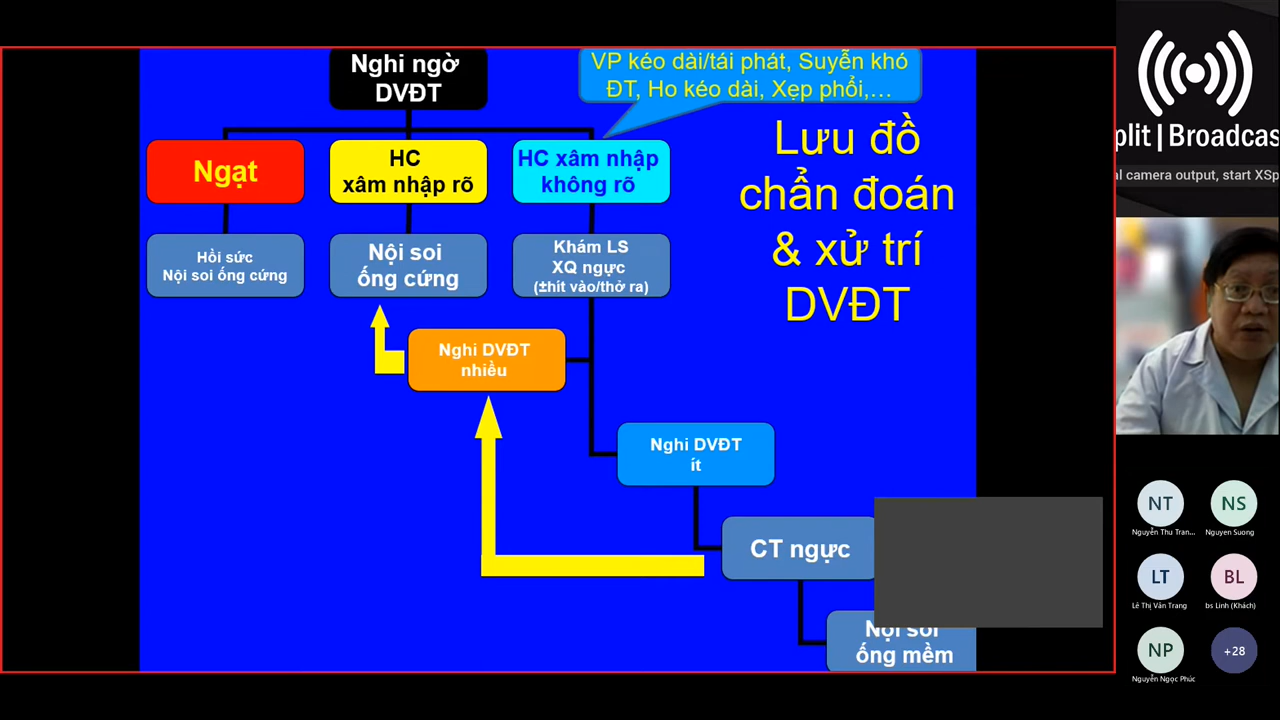 Nghi ngờ
DVĐT
VP kéo dài/tái phát, Suyễn khó
ĐT, Ho kéo dài, Xẹp phổi,...
Lưu đồ
chẩn đoán
& xử trí
DVĐT
Ngạt
HC
xâm nhập rõ
HC xâm nhập
không rõ
Hồi sức
Nội soi ống cứng
Nội soi
ống cứng
Khám LS
XQ ngực
(±hít vào/thở ra)
Nghi DVĐT
nhiều
Nghi DVĐT
ít
CT ngực
Nội soi
ống mềm
plit | Broadcas
al camera output, start XSp
NT
Nguyễn Thu Tran...
NS
Nguyen Suong
LT
Lê Thị Vân Trang
BL
bs Linh (Khách)
NP
Nguyễn Ngọc Phúc
+28